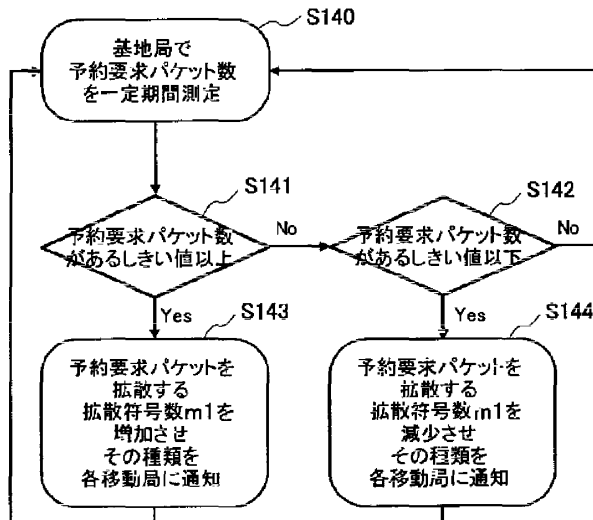 S140
基地局で
予約要求パケット数
を一定期間測定
S141
予約要求パケット数
があるしきい値以上
No
Yes
S142
予約要求パケット数
があるしきい値以下
No
Yes
S143
予約要求パケットを
拡散する
拡散符号数m1を
増加させ
その種類を
各移動局に通知
S144
予約要求パケットを
拡散する
拡散符号数m1を
減少させ
その種類を
各移動局に通知